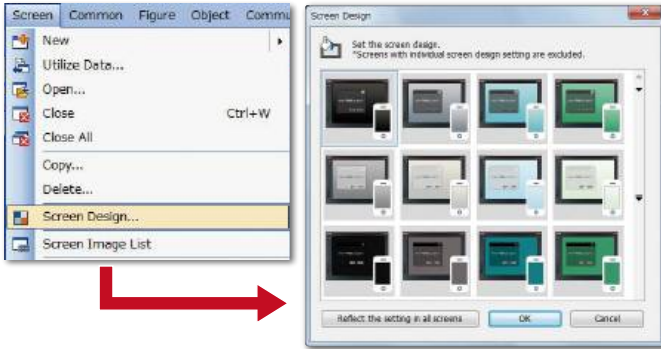 Screen Common Figure Object Commu
New
Utilize Data...
Open...
Close Ctrl+W
Close All
Copy...
Delete...
Screen Design...
Screen Image List
Screen Design
Set the screen design.
*Screens with individual screen design setting are excluded.
Reflect the setting in all screens OK Cancel